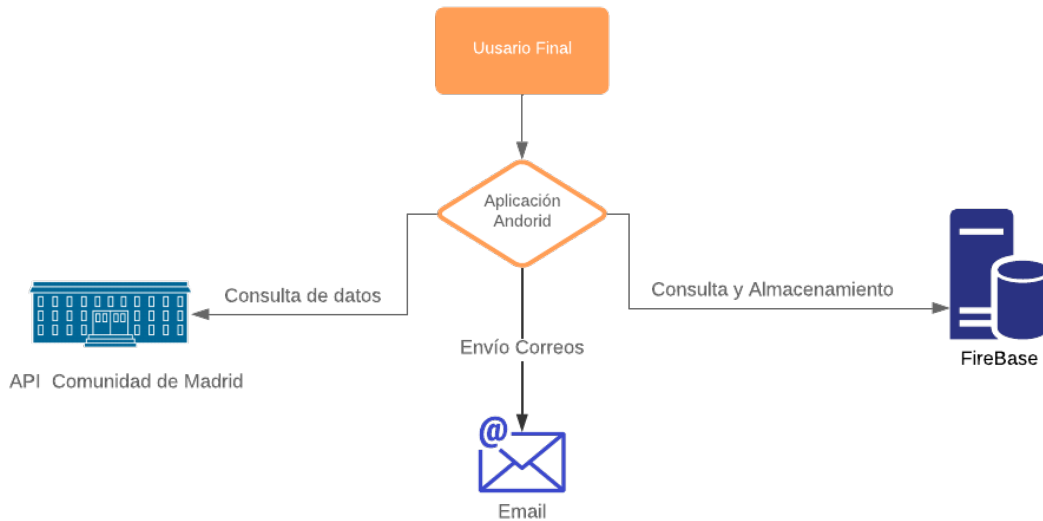 Uusario Final
Aplicación
Andorid
Consulta de datos
Consulta y Almacenamiento
Envío Correos
FireBase
API Comunidad de Madrid
@
Email